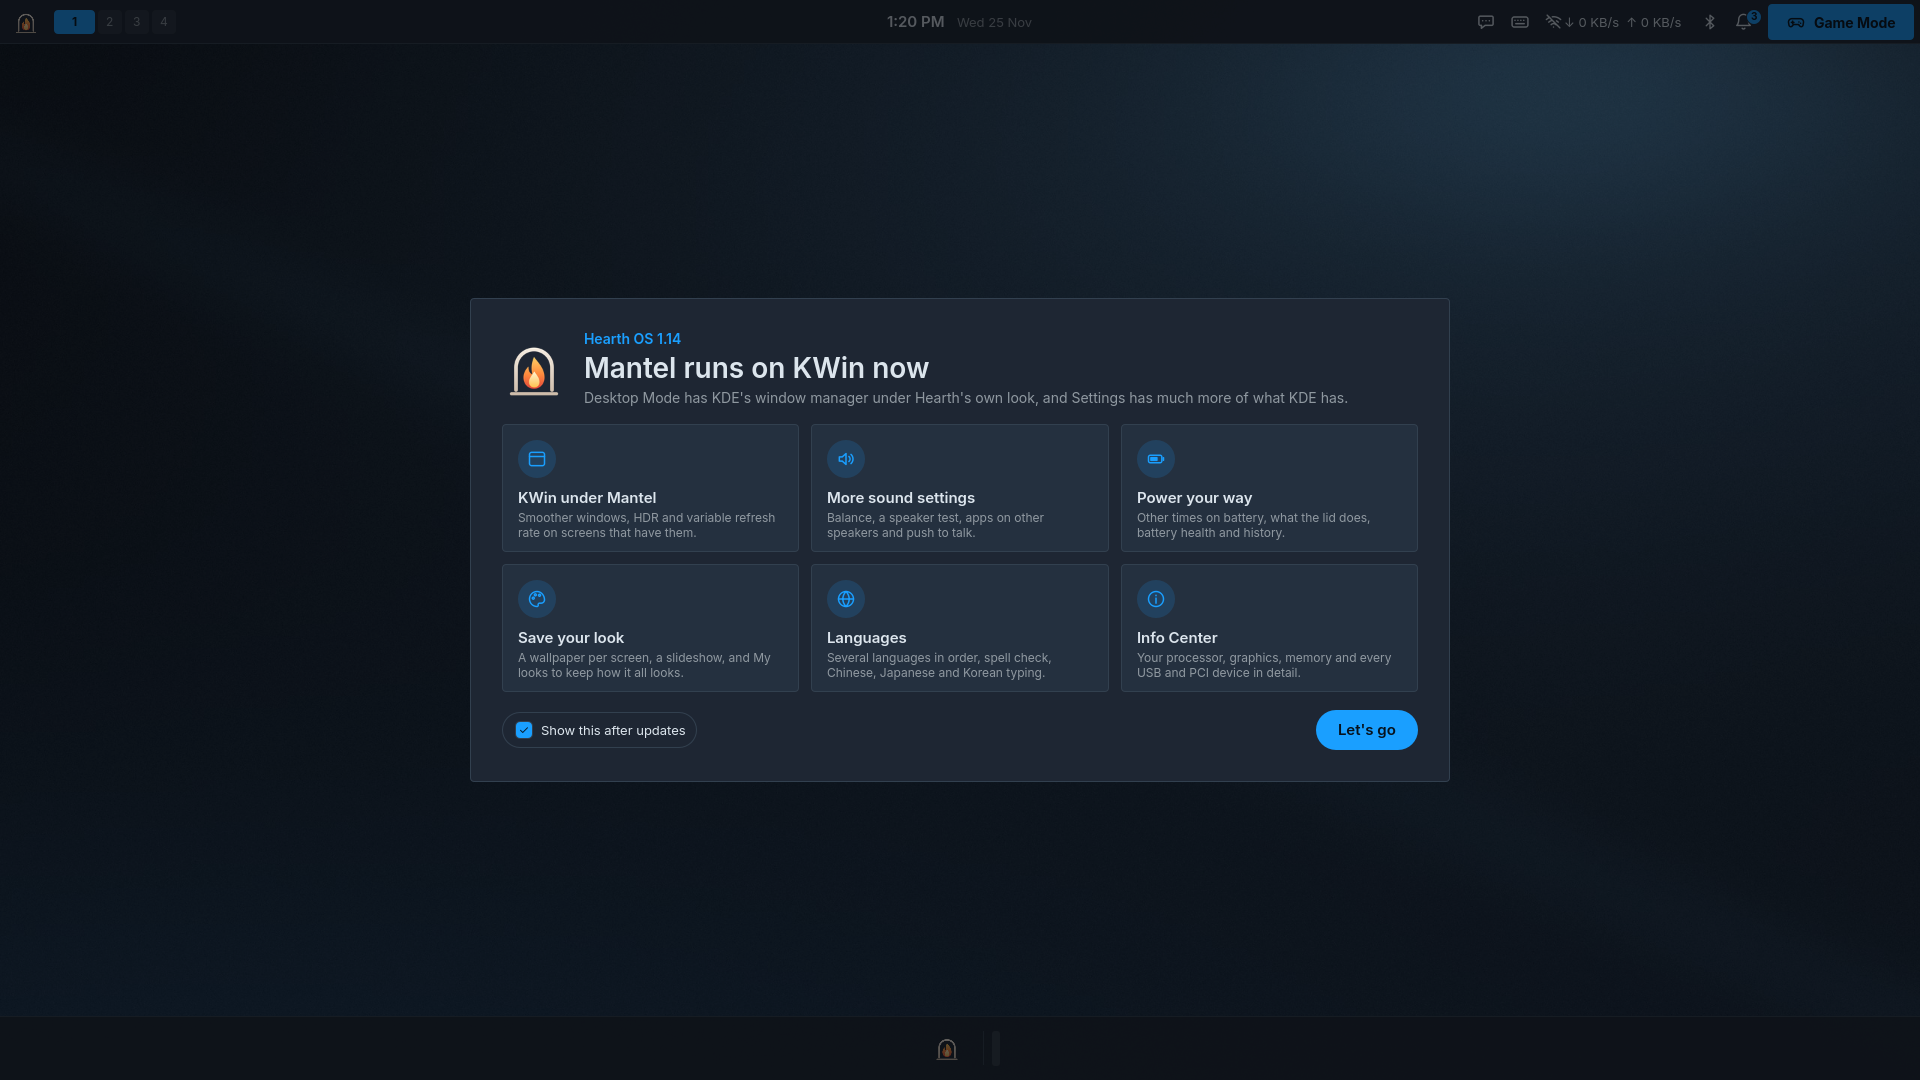 1 2 3 4
1:20 PM Wed 25 Nov
↓ 0 KB/s ↑ 0 KB/s
3
Game Mode
Hearth OS 1.14
Mantel runs on KWin now
Desktop Mode has KDE's window manager under Hearth's own look, and Settings has much more of what KDE has.
KWin under Mantel
Smoother windows, HDR and variable refresh
rate on screens that have them.
More sound settings
Balance, a speaker test, apps on other
speakers and push to talk.
Power your way
Other times on battery, what the lid does,
battery health and history.
Save your look
A wallpaper per screen, a slideshow, and My
looks to keep how it all looks.
Languages
Several languages in order, spell check,
Chinese, Japanese and Korean typing.
Info Center
Your processor, graphics, memory and every
USB and PCI device in detail.
Show this after updates
Let's go